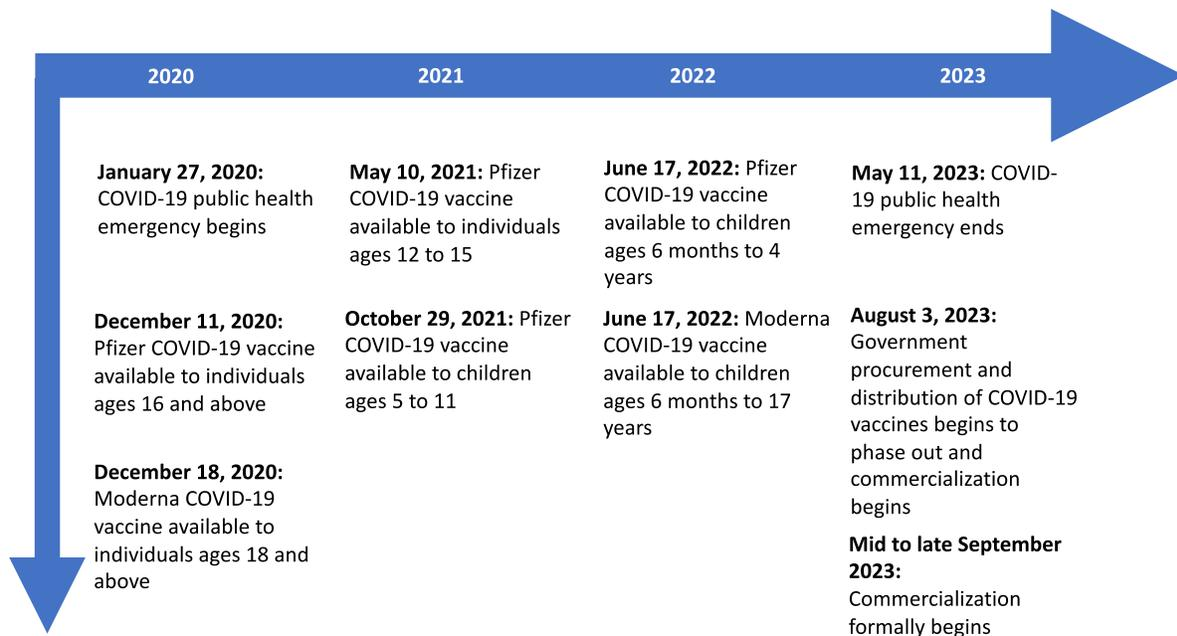 2020
2021
2022
2023
January 27, 2020:
COVID-19 public health
emergency begins
December 11, 2020:
Pfizer COVID-19 vaccine
available to individuals
ages 16 and above
December 18, 2020:
Moderna COVID-19
vaccine available to
individuals ages 18 and
above
May 10, 2021: Pfizer
COVID-19 vaccine
available to individuals
ages 12 to 15
October 29, 2021: Pfizer
COVID-19 vaccine
available to children
ages 5 to 11
June 17, 2022: Pfizer
COVID-19 vaccine
available to children
ages 6 months to 4
years
June 17, 2022: Moderna
COVID-19 vaccine
available to children
ages 6 months to 17
years
May 11, 2023: COVID-
19 public health
emergency ends
August 3, 2023:
Government
procurement and
distribution of COVID-19
vaccines begins to
phase out and
commercialization
begins
Mid to late September
2023:
Commercialization
formally begins